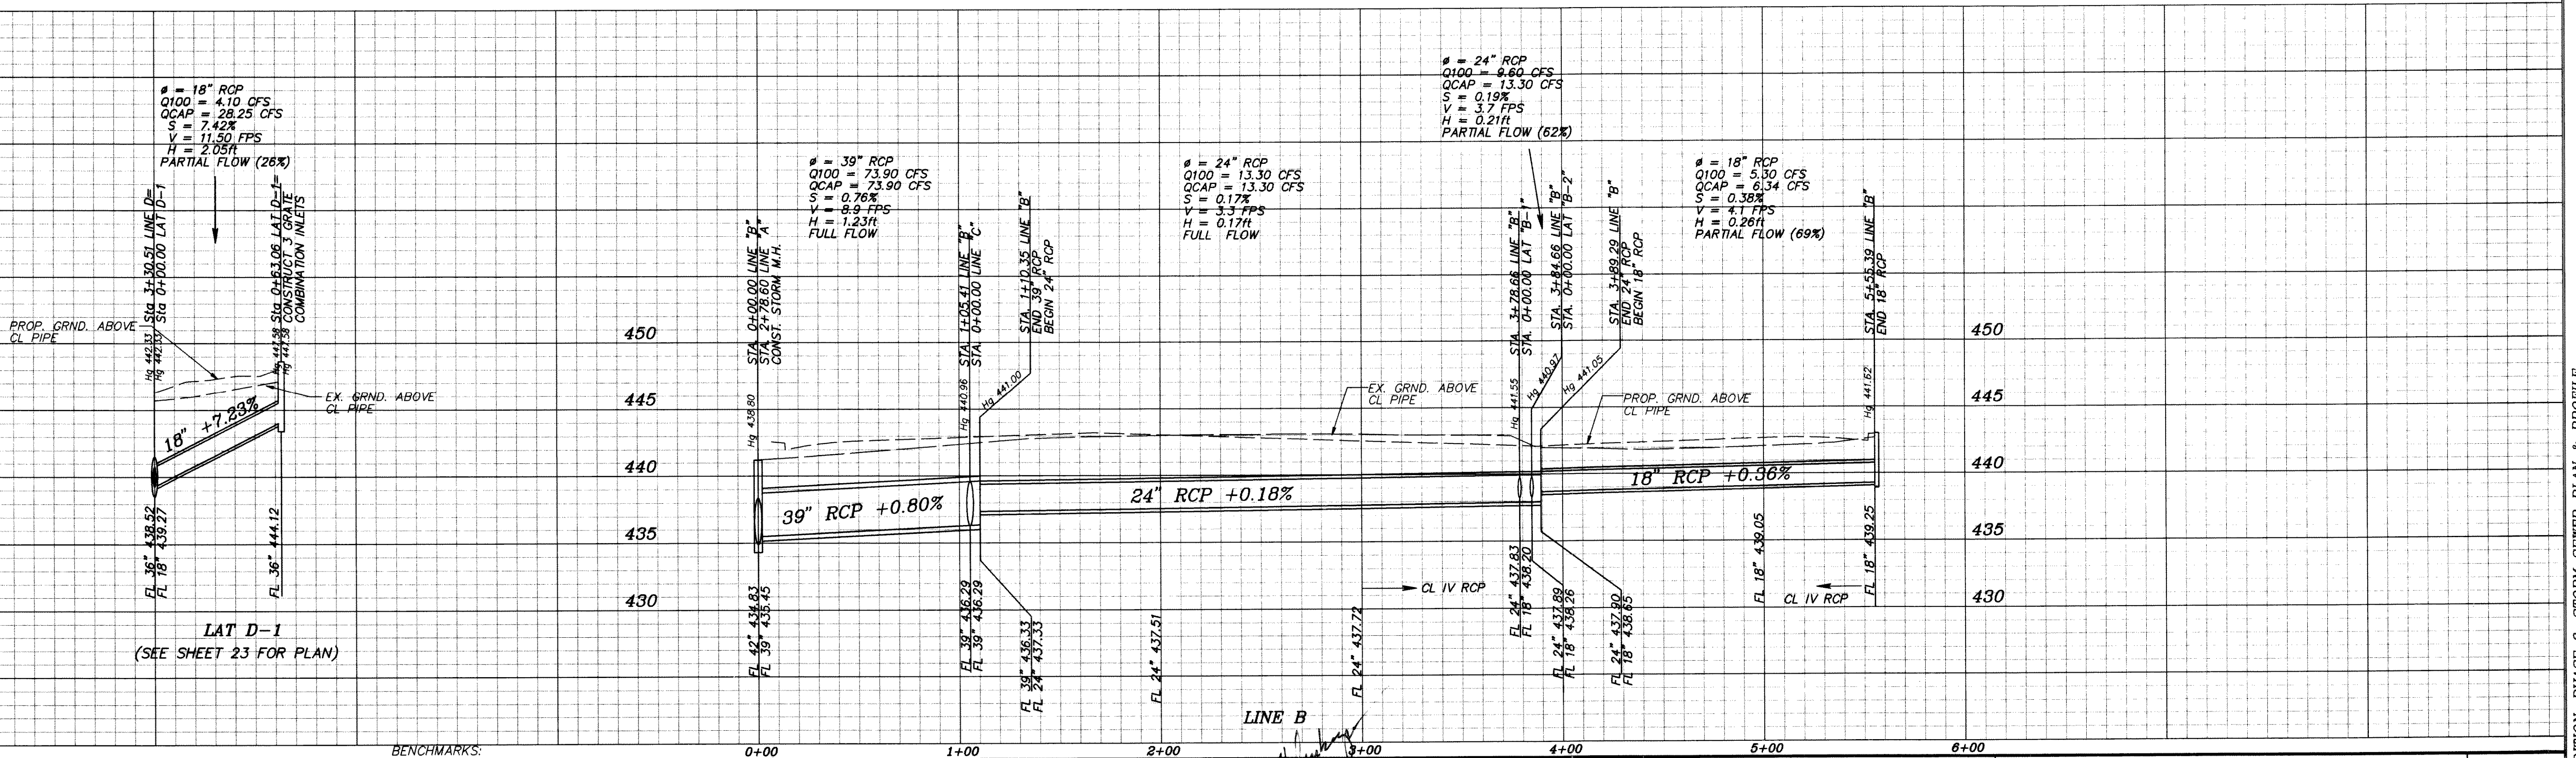 ø = 18" RCP
Q100 = 4.10 CFS
QCAP = 28.25 CFS
S = 7.42%
V = 11.50 FPS
H = 2.05ft
PARTIAL FLOW (26%)
Sta 3+30.51 LINE D=
Sta 0+00.00 LAT D-1
Sta 0+63.06 LAT D-1=
CONSTRUCT 3 GRATE
COMBINATION INLETS
Hg 442.33
Hg 442.33
Hg 447.58
Hg 447.58
PROP. GRND. ABOVE
CL PIPE
EX. GRND. ABOVE
CL PIPE
18" +7.23%
FL 36" 438.52
FL 18" 439.27
FL 36" 444.12
LAT D-1
(SEE SHEET 23 FOR PLAN)
450
445
440
435
430
ø = 39" RCP
Q100 = 73.90 CFS
QCAP = 73.90 CFS
S = 0.76%
V = 8.9 FPS
H = 1.23ft
FULL FLOW
ø = 24" RCP
Q100 = 13.30 CFS
QCAP = 13.30 CFS
S = 0.17%
V = 3.3 FPS
H = 0.17ft
FULL FLOW
ø = 24" RCP
Q100 = 9.60 CFS
QCAP = 13.30 CFS
S = 0.19%
V = 3.7 FPS
H = 0.21ft
PARTIAL FLOW (62%)
ø = 18" RCP
Q100 = 5.30 CFS
QCAP = 6.34 CFS
S = 0.38%
V = 4.1 FPS
H = 0.26ft
PARTIAL FLOW (69%)
STA. 0+00.00 LINE "B"
STA. 2+78.60 LINE "A"
CONST. STORM M.H.
STA. 1+05.41 LINE "B"
STA. 0+00.00 LINE "C"
STA. 1+10.35 LINE "B"
END 39" RCP
BEGIN 24" RCP
STA. 3+78.66 LINE "B"
STA. 0+00.00 LAT "B-1"
STA. 3+84.66 LINE "B"
STA. 0+00.00 LAT "B-2"
STA. 3+89.29 LINE "B"
END 24" RCP
BEGIN 18" RCP
STA. 5+55.39 LINE "B"
END 18" RCP
Hg 438.80
Hg 440.96
Hg 441.00
Hg 441.55
Hg 440.97
Hg 441.05
Hg 441.62
EX. GRND. ABOVE
CL PIPE
PROP. GRND. ABOVE
CL PIPE
39" RCP +0.80%
24" RCP +0.18%
18" RCP +0.36%
450
445
440
435
430
CL IV RCP
CL IV RCP
FL 42" 434.83
FL 39" 435.45
FL 39" 436.29
FL 39" 436.29
FL 39" 436.33
FL 24" 437.33
FL 24" 437.51
FL 24" 437.72
FL 24" 437.83
FL 18" 438.20
FL 24" 437.89
FL 18" 438.26
FL 24" 437.90
FL 18" 438.65
FL 18" 439.05
FL 18" 439.25
LINE B
BENCHMARKS:
0+00
1+00
2+00
3+00
4+00
5+00
6+00